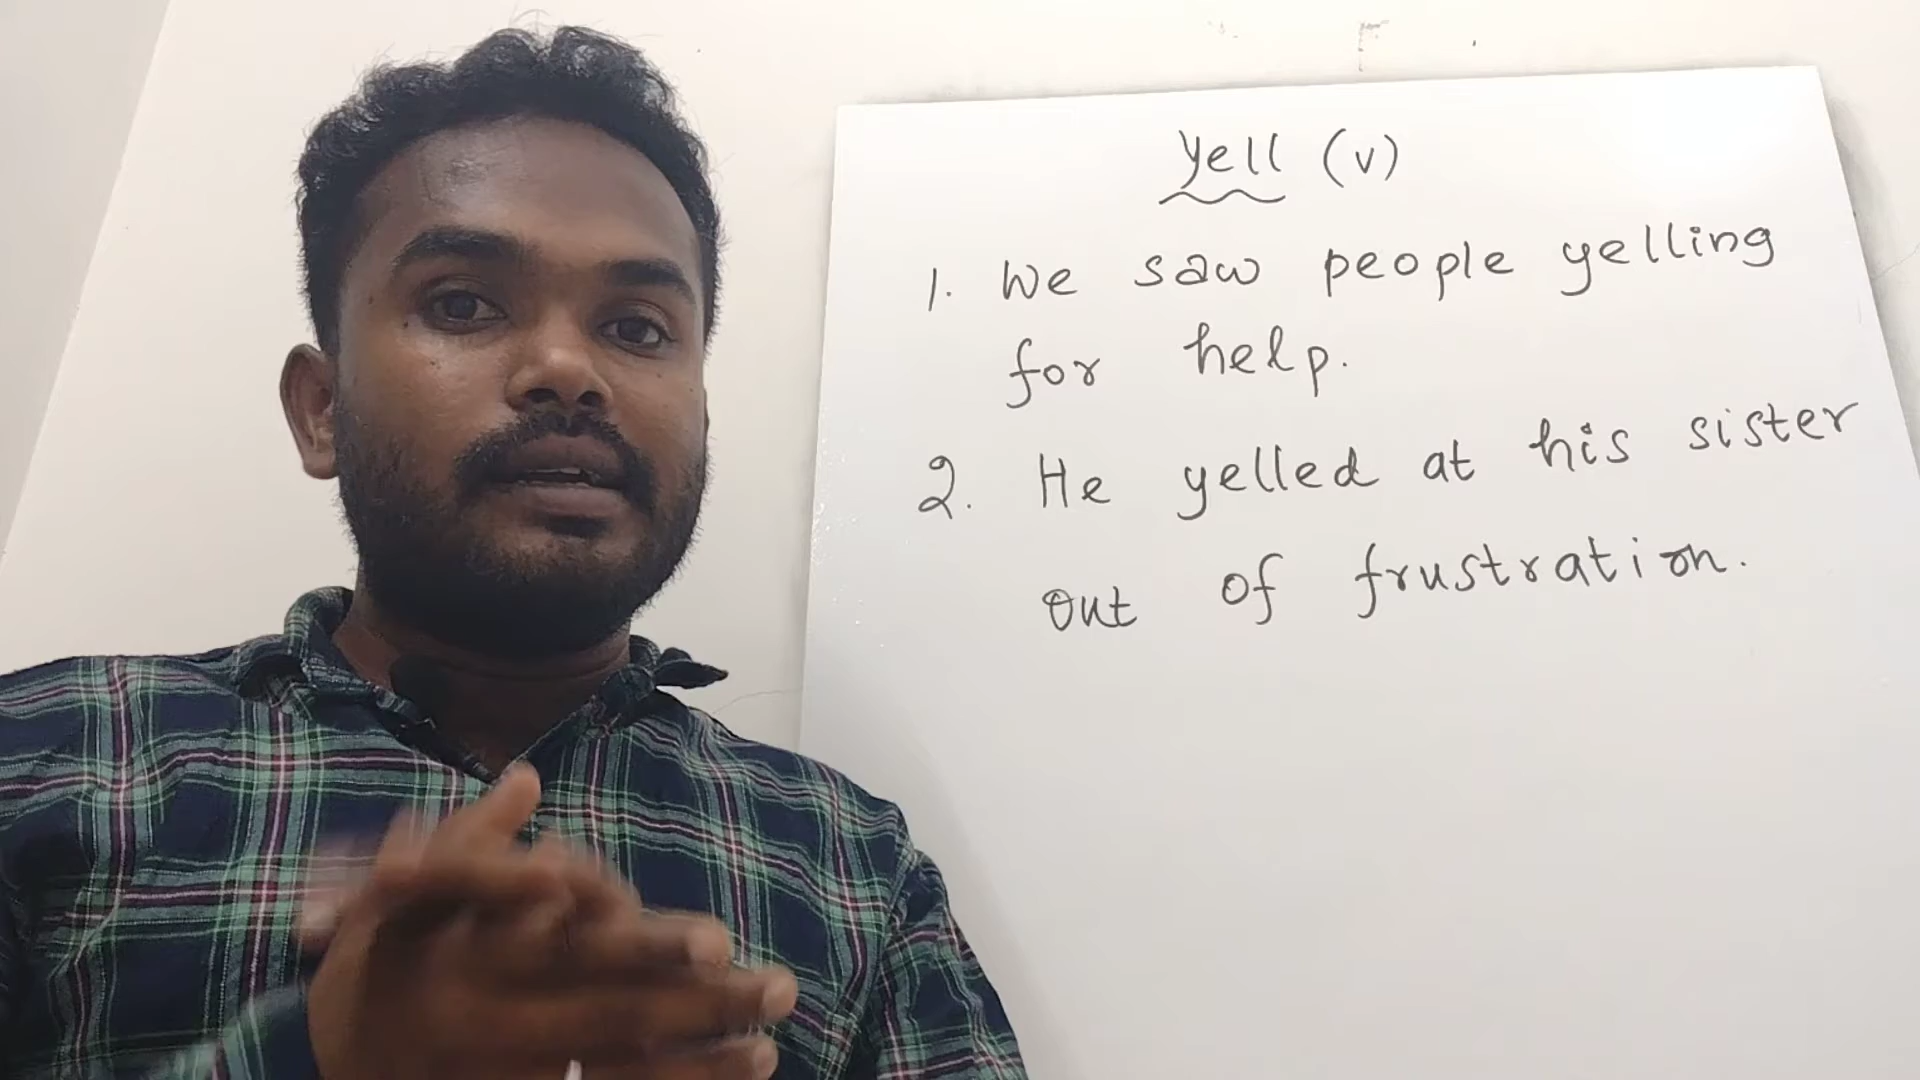 Yell (v)
1. We saw people yelling
for help.
2. He yelled at his sister
out of frustration.